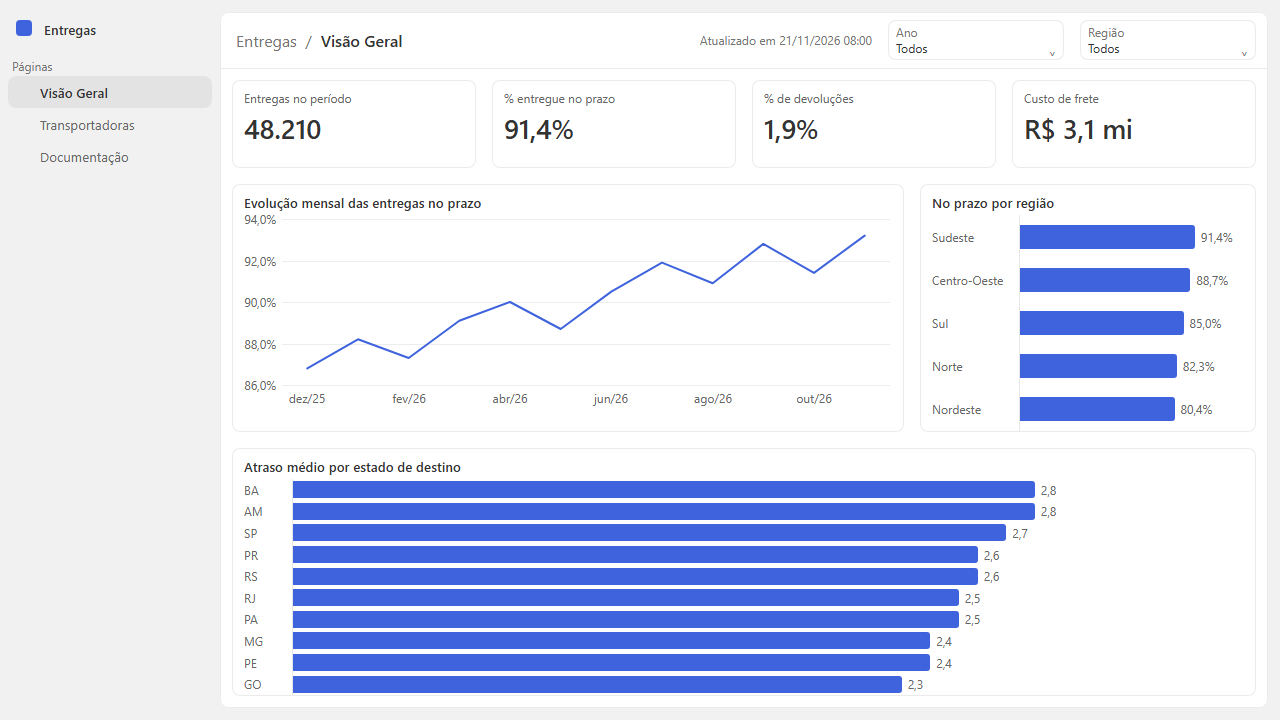 Entregas
Páginas
Visão Geral
Transportadoras
Documentação
Entregas / Visão Geral
Atualizado em 21/11/2026 08:00
Ano
Todos
Região
Todos
Entregas no período
48.210
% entregue no prazo
91,4%
% de devoluções
1,9%
Custo de frete
R$ 3,1 mi
Evolução mensal das entregas no prazo
94,0%
92,0%
90,0%
88,0%
86,0%
dez/25 fev/26 abr/26 jun/26 ago/26 out/26
No prazo por região
Sudeste 91,4%
Centro-Oeste 88,7%
Sul 85,0%
Norte 82,3%
Nordeste 80,4%
Atraso médio por estado de destino
BA 2,8
AM 2,8
SP 2,7
PR 2,6
RS 2,6
RJ 2,5
PA 2,5
MG 2,4
PE 2,4
GO 2,3